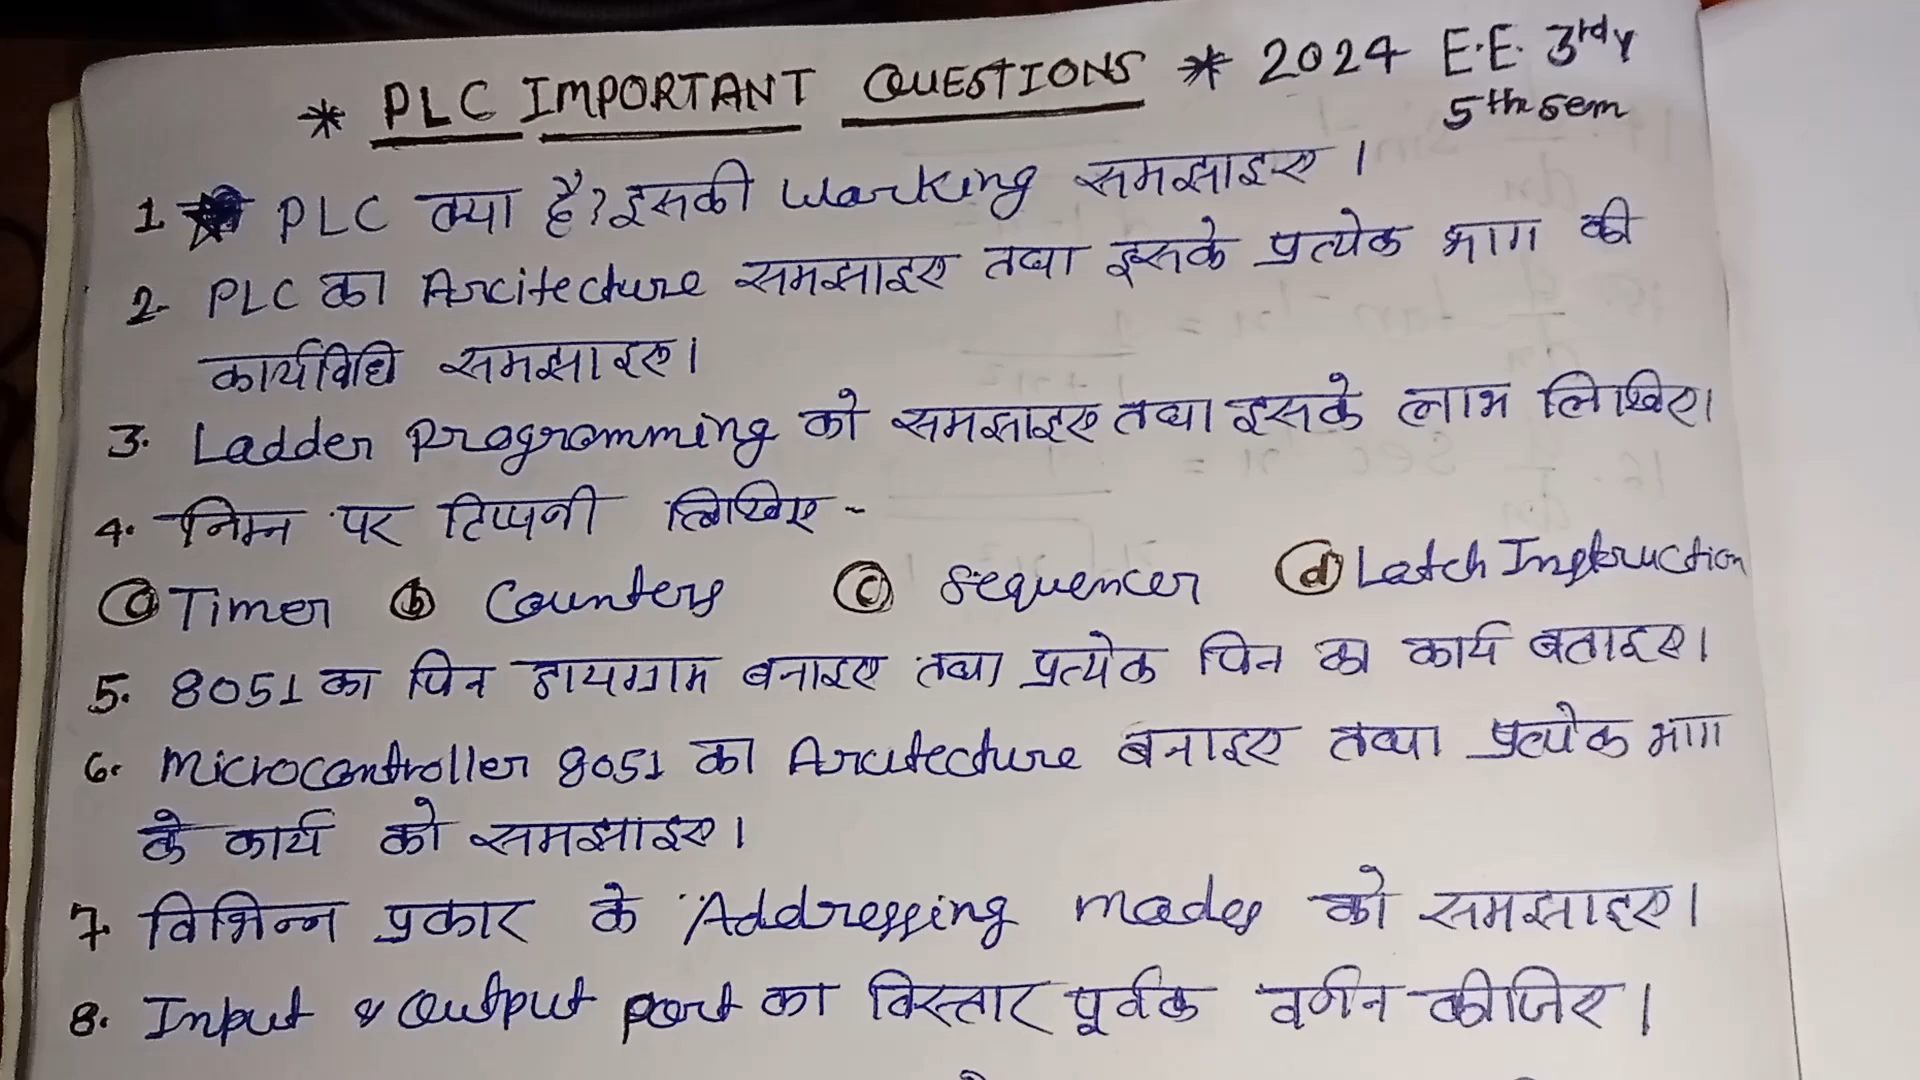 * PLC IMPORTANT QUESTIONS * 2024 E.E. 3rdy
5th sem
1. PLC क्या है? इसकी Working समझाइए।
2. PLC का Arcitecture समझाइए तथा इसके प्रत्येक भाग की
कार्यविधि समझाइए।
3. Ladder Programming को समझाइए तथा इसके लाभ लिखिए।
4. निम्न पर टिप्पनी लिखिए -
a Timer b Counters c Sequencer d Latch Instruction
5. 8051 का पिन डायग्राम बनाइए तथा प्रत्येक पिन का कार्य बताइए।
6. Microcontroller 8051 का Arcitecture बनाइए तथा प्रत्येक भाग
के कार्य को समझाइए।
7. विभिन्न प्रकार के Addressing modes को समझाइए।
8. Input & Output port का विस्तार पूर्वक वर्णन कीजिए।